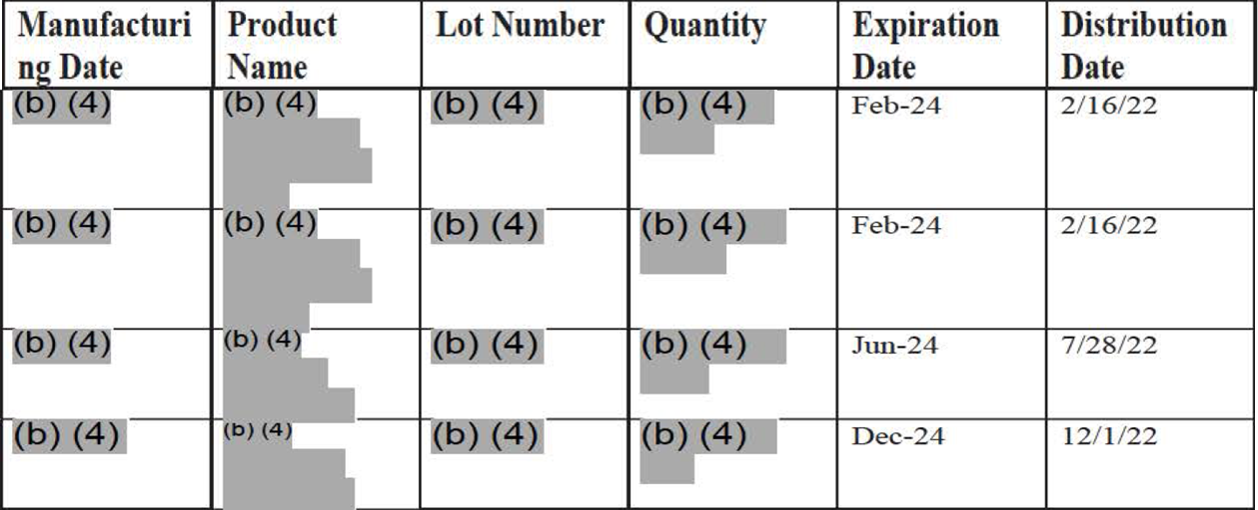 Manufacturi Product Lot Number Quantity Expiration Distribution
ng Date Name Date Date
(b) (4) (b) (4) (b) (4) (b) (4) Feb-24 2/16/22
(b) (4) (b) (4) (b) (4) (b) (4) Feb-24 2/16/22
(b) (4) (b) (4) (b) (4) (b) (4) Jun-24 7/28/22
(b) (4) (b) (4) (b) (4) (b) (4) Dec-24 12/1/22